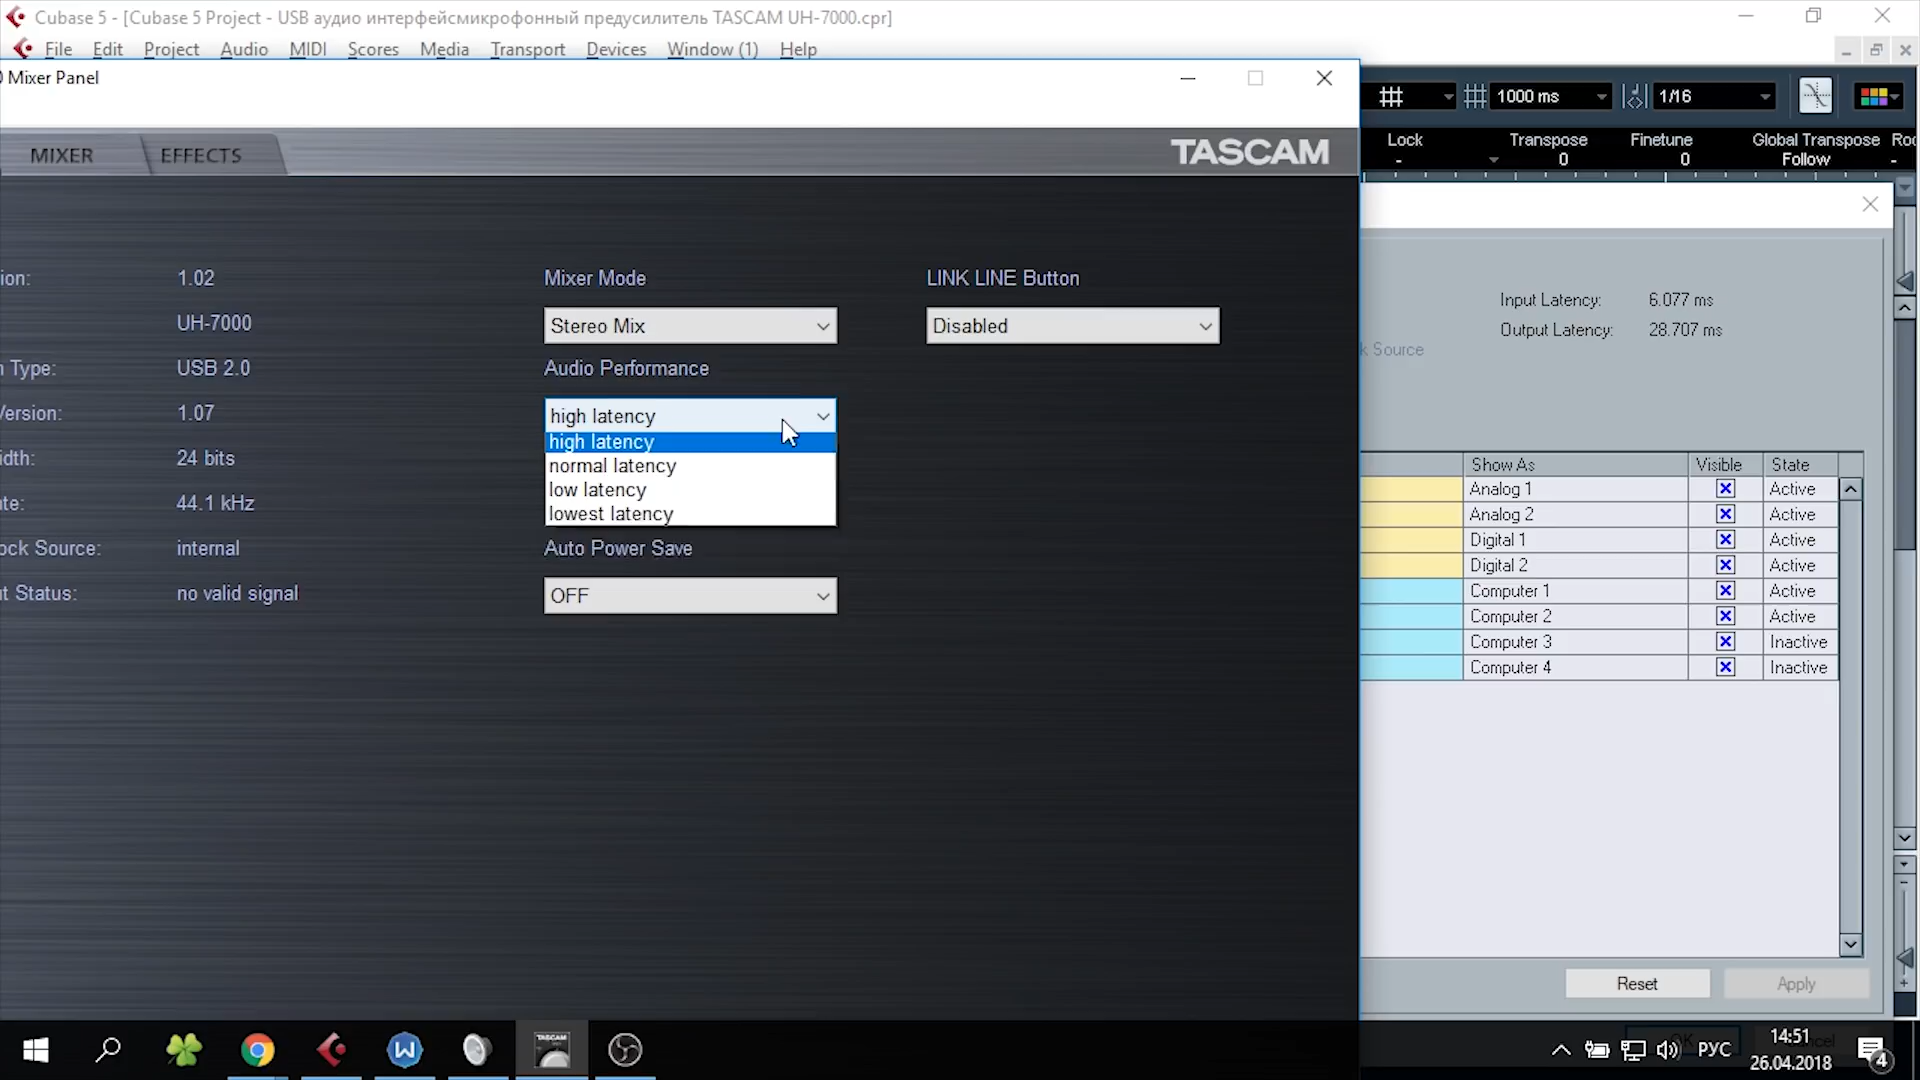 Cubase 5 - [Cubase 5 Project - USB аудио интерфейсмикрофонный предусилитель TASCAM UH-7000.cpr]
File Edit Project Audio MIDI Scores Media Transport Devices Window (1) Help
Mixer Panel
1000 ms 1/16
MIXER EFFECTS TASCAM
Lock Transpose Finetune Global Transpose
- 0 0 Follow -
ion: 1.02
UH-7000
Type: USB 2.0
Version: 1.07
idth: 24 bits
te: 44.1 kHz
ock Source: internal
t Status: no valid signal
Mixer Mode
Stereo Mix
Audio Performance
high latency
high latency
normal latency
low latency
lowest latency
Auto Power Save
OFF
LINK LINE Button
Disabled
Input Latency: 6.077 ms
Output Latency: 28.707 ms
k Source
Show As Visible State
Analog 1 Active
Analog 2 Active
Digital 1 Active
Digital 2 Active
Computer 1 Active
Computer 2 Active
Computer 3 Inactive
Computer 4 Inactive
Reset Apply
TASCAM
РУС
14:51
26.04.2018
4